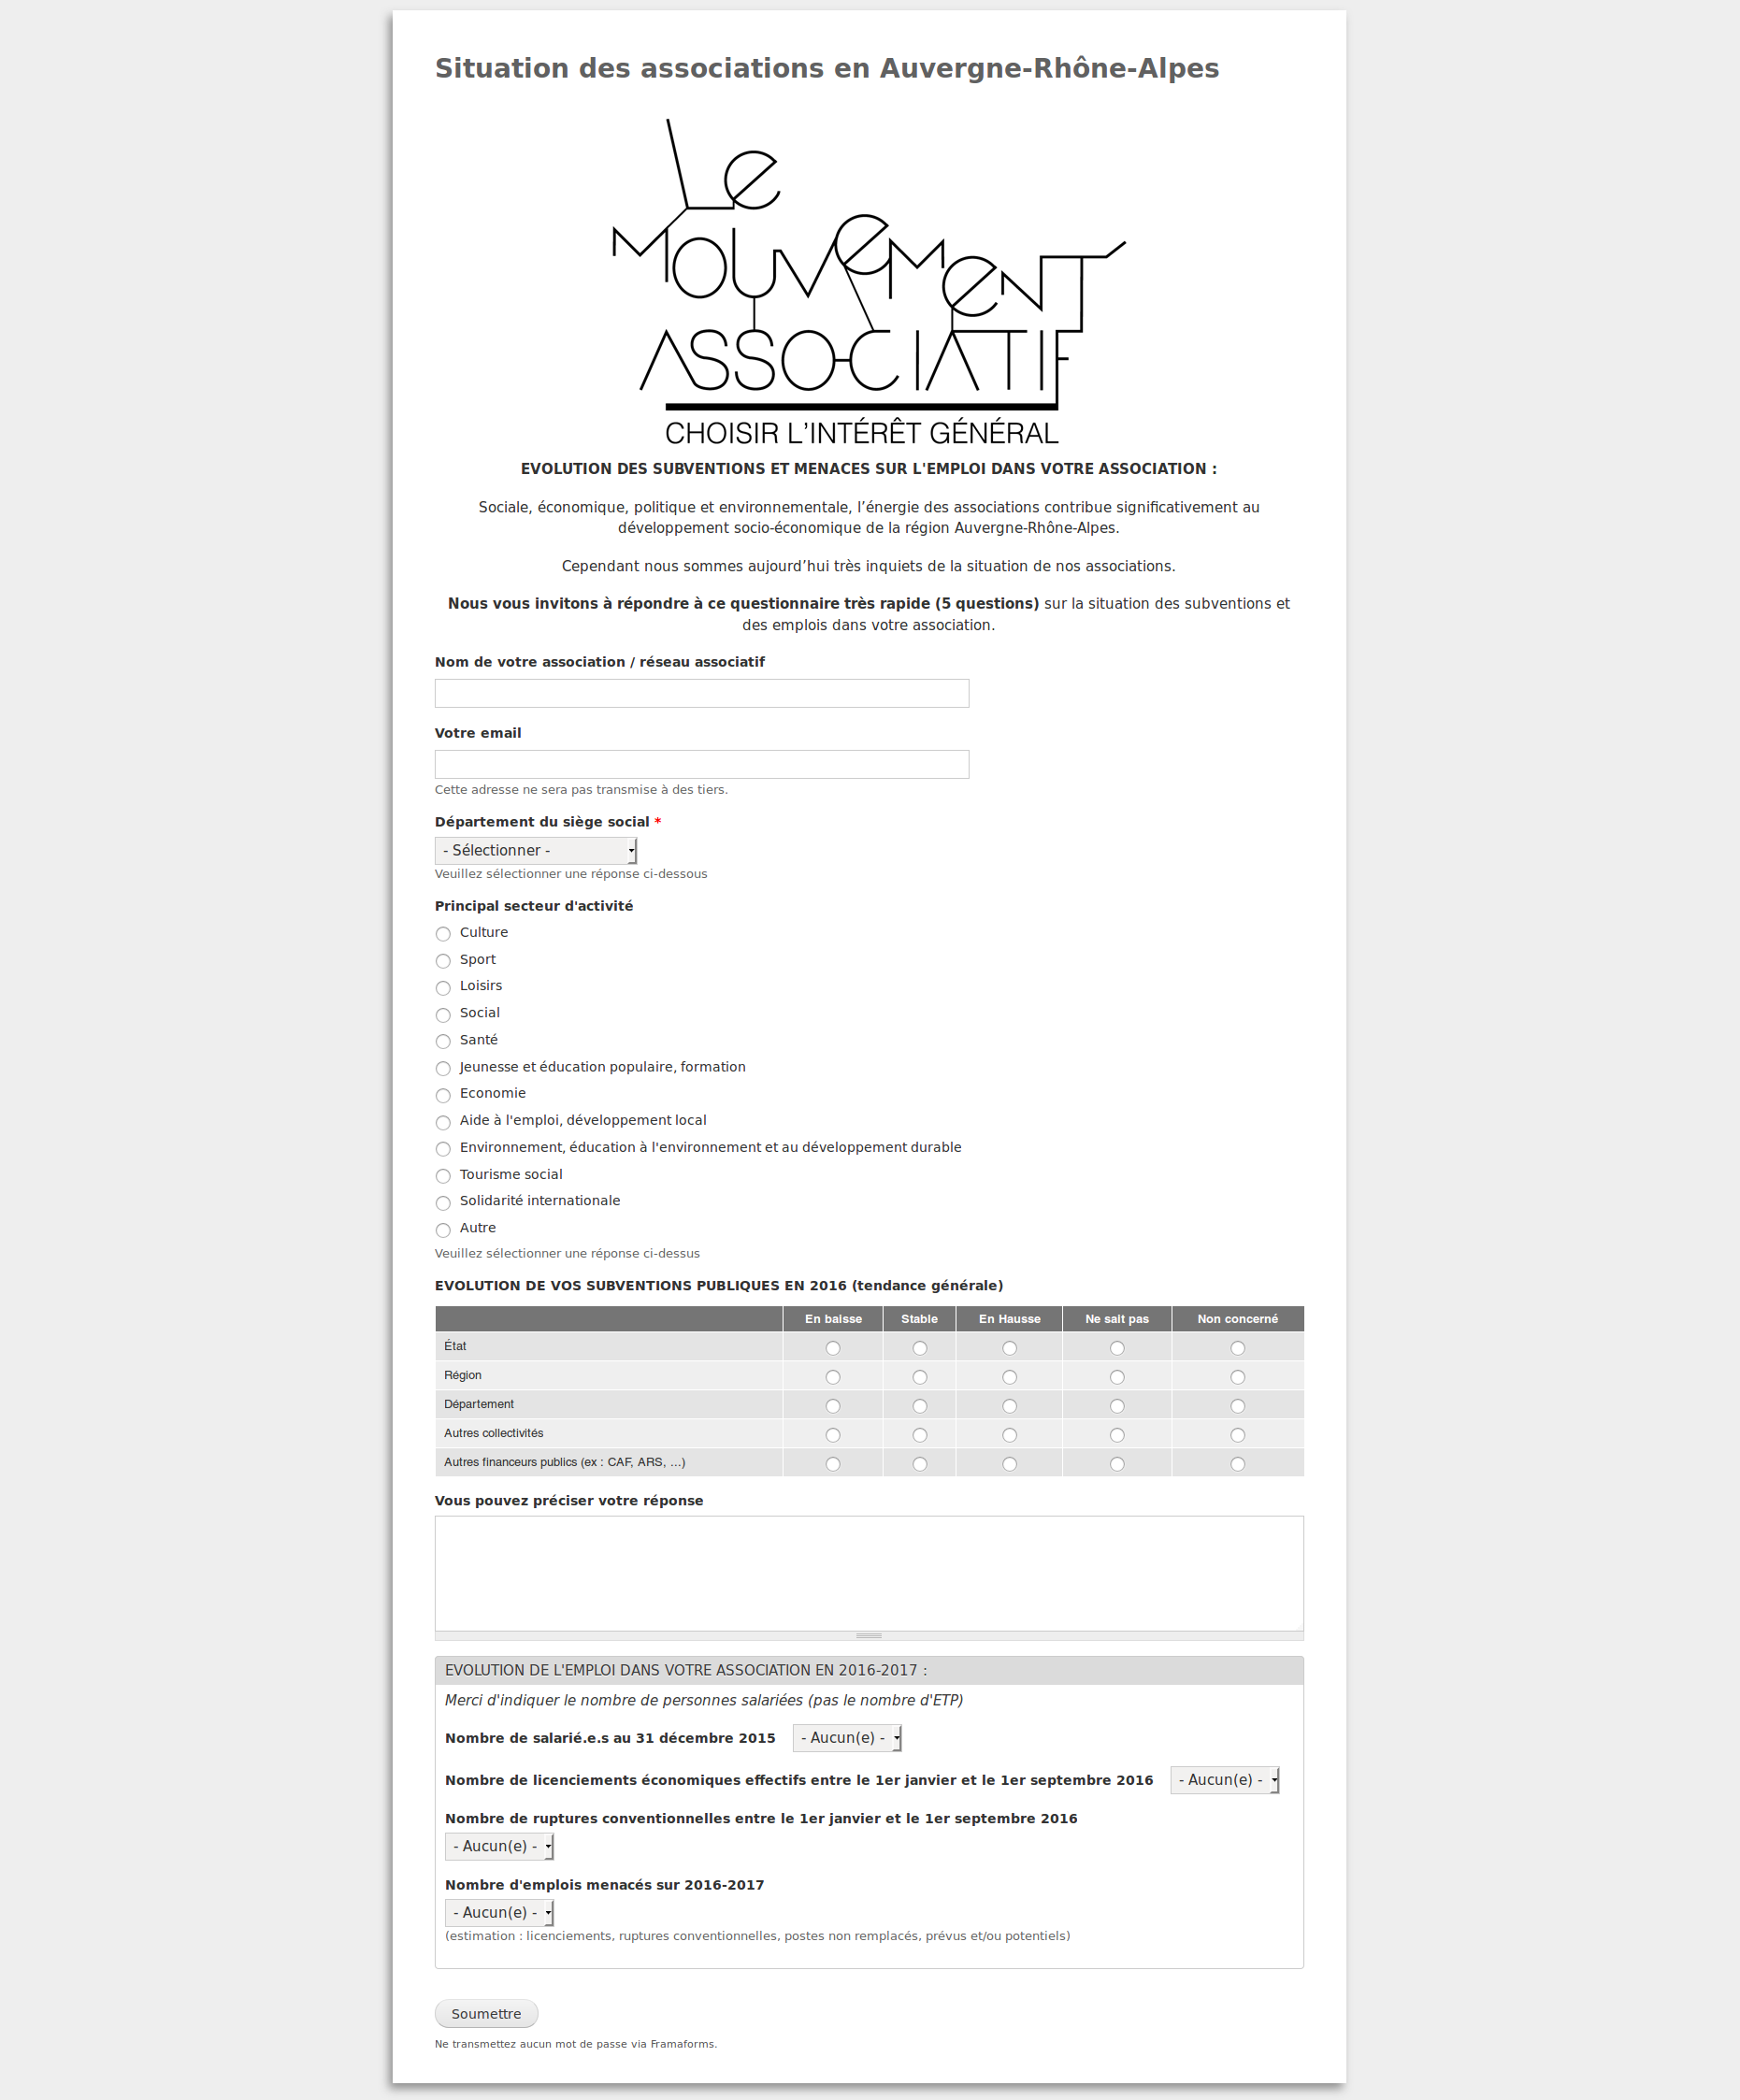 Situation des associations en Auvergne-Rhône-Alpes
Le
MOUVeMeNT
ASSOCIATIF
CHOISIR L’INTÉRÊT GÉNÉRAL
EVOLUTION DES SUBVENTIONS ET MENACES SUR L'EMPLOI DANS VOTRE ASSOCIATION :
Sociale, économique, politique et environnementale, l’énergie des associations contribue significativement au
développement socio-économique de la région Auvergne-Rhône-Alpes.
Cependant nous sommes aujourd’hui très inquiets de la situation de nos associations.
Nous vous invitons à répondre à ce questionnaire très rapide (5 questions) sur la situation des subventions et
des emplois dans votre association.
Nom de votre association / réseau associatif
Votre email
Cette adresse ne sera pas transmise à des tiers.
Département du siège social *
- Sélectionner -
Veuillez sélectionner une réponse ci-dessous
Principal secteur d'activité
Culture
Sport
Loisirs
Social
Santé
Jeunesse et éducation populaire, formation
Economie
Aide à l'emploi, développement local
Environnement, éducation à l'environnement et au développement durable
Tourisme social
Solidarité internationale
Autre
Veuillez sélectionner une réponse ci-dessus
EVOLUTION DE VOS SUBVENTIONS PUBLIQUES EN 2016 (tendance générale)
En baisse Stable En Hausse Ne sait pas Non concerné
État
Région
Département
Autres collectivités
Autres financeurs publics (ex : CAF, ARS, ...)
Vous pouvez préciser votre réponse
EVOLUTION DE L'EMPLOI DANS VOTRE ASSOCIATION EN 2016-2017 :
Merci d'indiquer le nombre de personnes salariées (pas le nombre d'ETP)
Nombre de salarié.e.s au 31 décembre 2015 - Aucun(e) -
Nombre de licenciements économiques effectifs entre le 1er janvier et le 1er septembre 2016 - Aucun(e) -
Nombre de ruptures conventionnelles entre le 1er janvier et le 1er septembre 2016
- Aucun(e) -
Nombre d'emplois menacés sur 2016-2017
- Aucun(e) -
(estimation : licenciements, ruptures conventionnelles, postes non remplacés, prévus et/ou potentiels)
Soumettre
Ne transmettez aucun mot de passe via Framaforms.